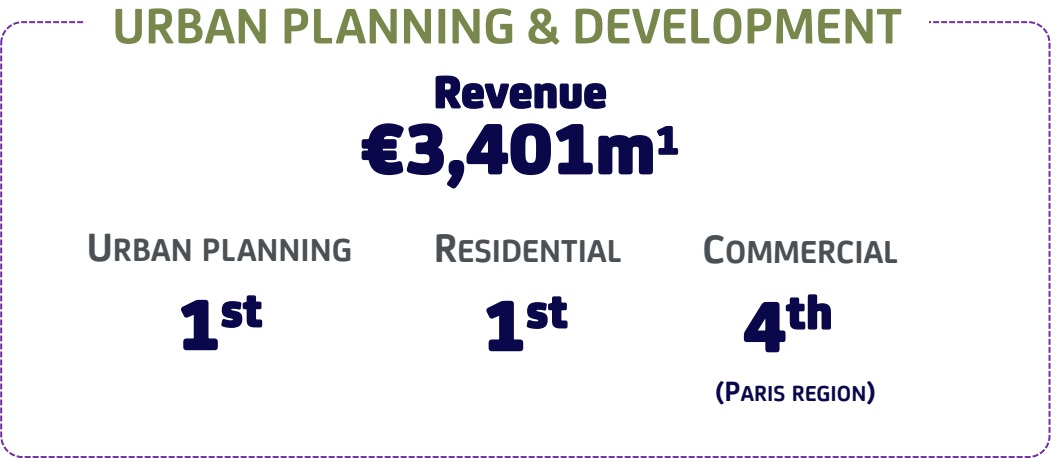 URBAN PLANNING & DEVELOPMENT
Revenue
€3,401m¹
URBAN PLANNING RESIDENTIAL COMMERCIAL
1st 1st 4th
(PARIS REGION)